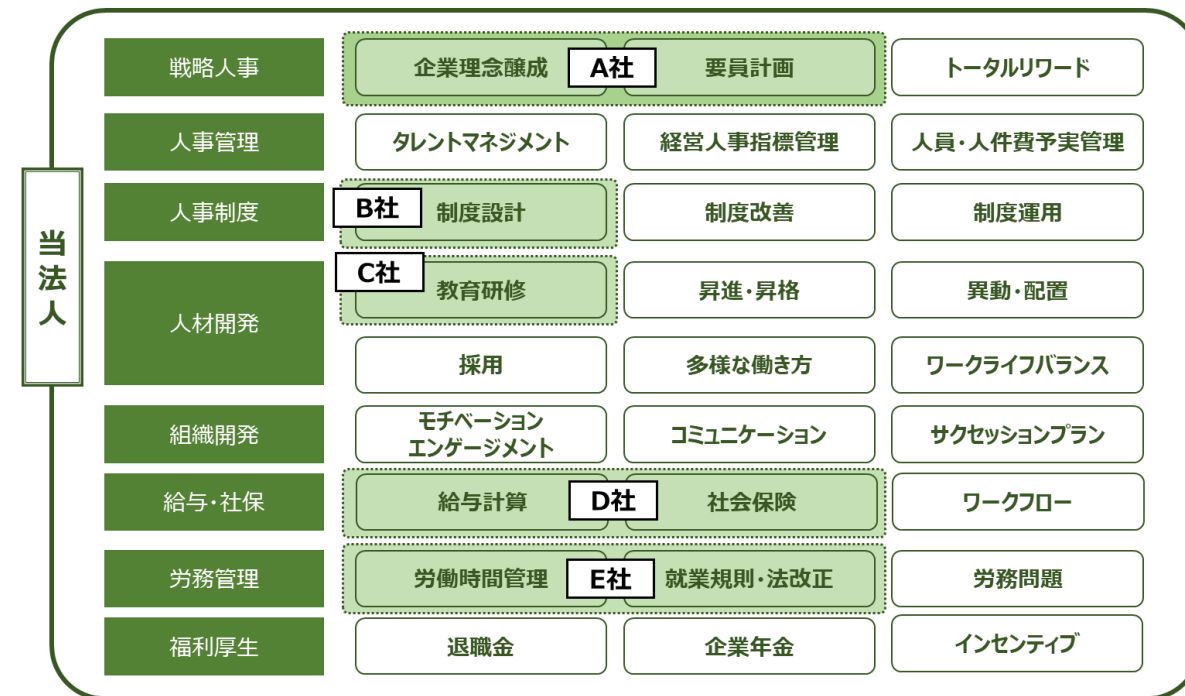 当法人
戦略人事
企業理念醸成
A社
要員計画
トータルリワード
人事管理
タレントマネジメント
経営人事指標管理
人員・人件費予実管理
人事制度
B社
制度設計
制度改善
制度運用
人材開発
C社
教育研修
昇進・昇格
異動・配置
採用
多様な働き方
ワークライフバランス
組織開発
モチベーション
エンゲージメント
コミュニケーション
サクセッションプラン
給与・社保
給与計算
D社
社会保険
ワークフロー
労務管理
労働時間管理
E社
就業規則・法改正
労務問題
福利厚生
退職金
企業年金
インセンティブ